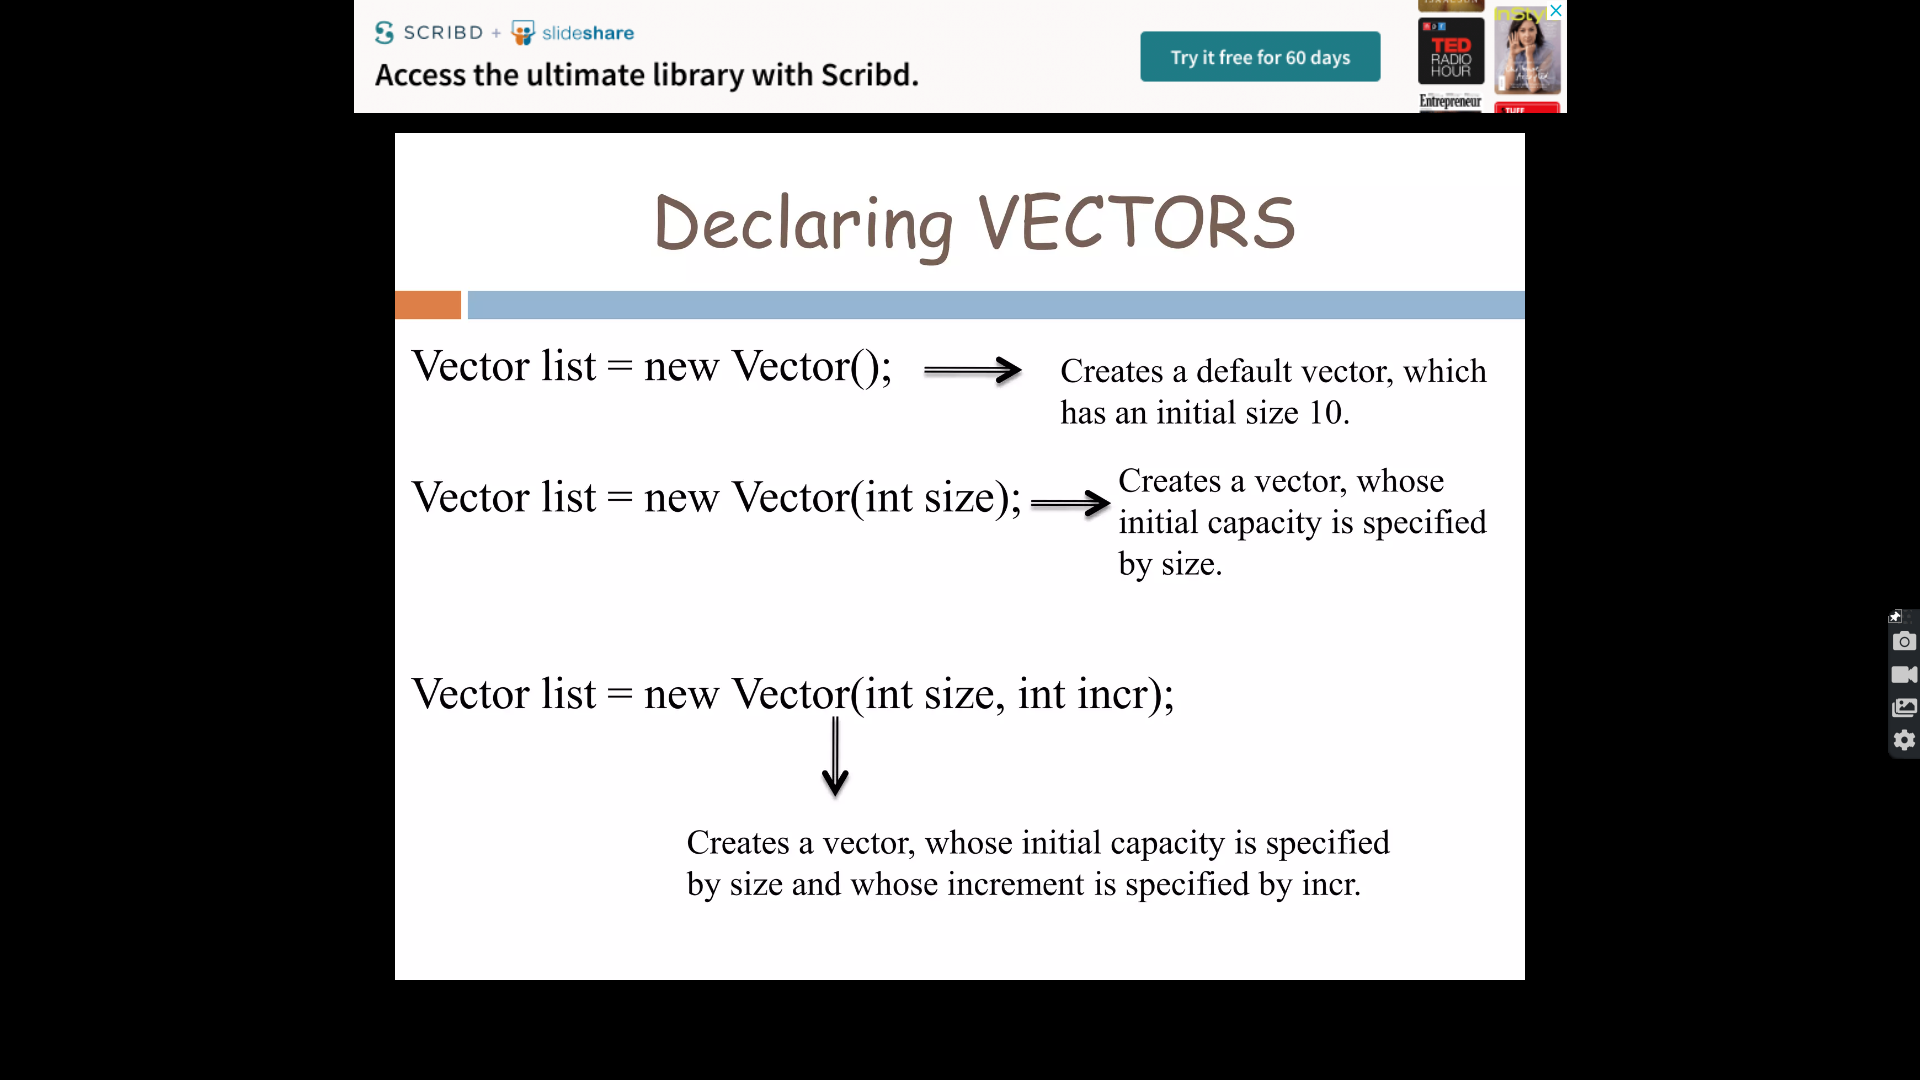 SCRIBD + slideshare
Access the ultimate library with Scribd.
Try it free for 60 days
TED
RADIO
HOUR
InStyl
Entrepreneur
Declaring VECTORS
Vector list = new Vector();
Creates a default vector, which
has an initial size 10.
Vector list = new Vector(int size);
Creates a vector, whose
initial capacity is specified
by size.
Vector list = new Vector(int size, int incr);
Creates a vector, whose initial capacity is specified
by size and whose increment is specified by incr.